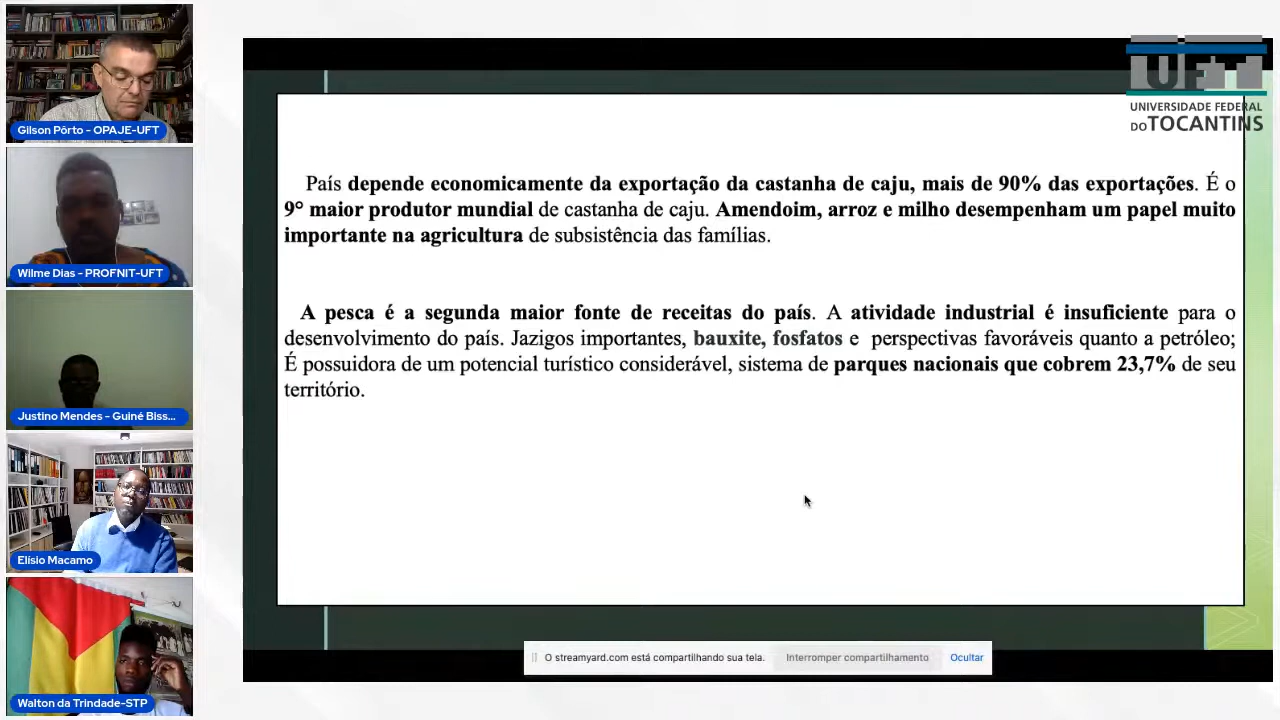 Gilson Pôrto - OPAJE-UFT
Wilme Dias - PROFNIT-UFT
Justino Mendes - Guiné Biss...
Elísio Macamo
Walton da Trindade-STP
UFT
UNIVERSIDADE FEDERAL
DO TOCANTINS
País depende economicamente da exportação da castanha de caju, mais de 90% das exportações. É o
9° maior produtor mundial de castanha de caju. Amendoim, arroz e milho desempenham um papel muito
importante na agricultura de subsistência das famílias.
A pesca é a segunda maior fonte de receitas do país. A atividade industrial é insuficiente para o
desenvolvimento do país. Jazigos importantes, bauxite, fosfatos e perspectivas favoráveis quanto a petróleo;
É possuidora de um potencial turístico considerável, sistema de parques nacionais que cobrem 23,7% de seu
território.
O streamyard.com está compartilhando sua tela.
Interromper compartilhamento
Ocultar